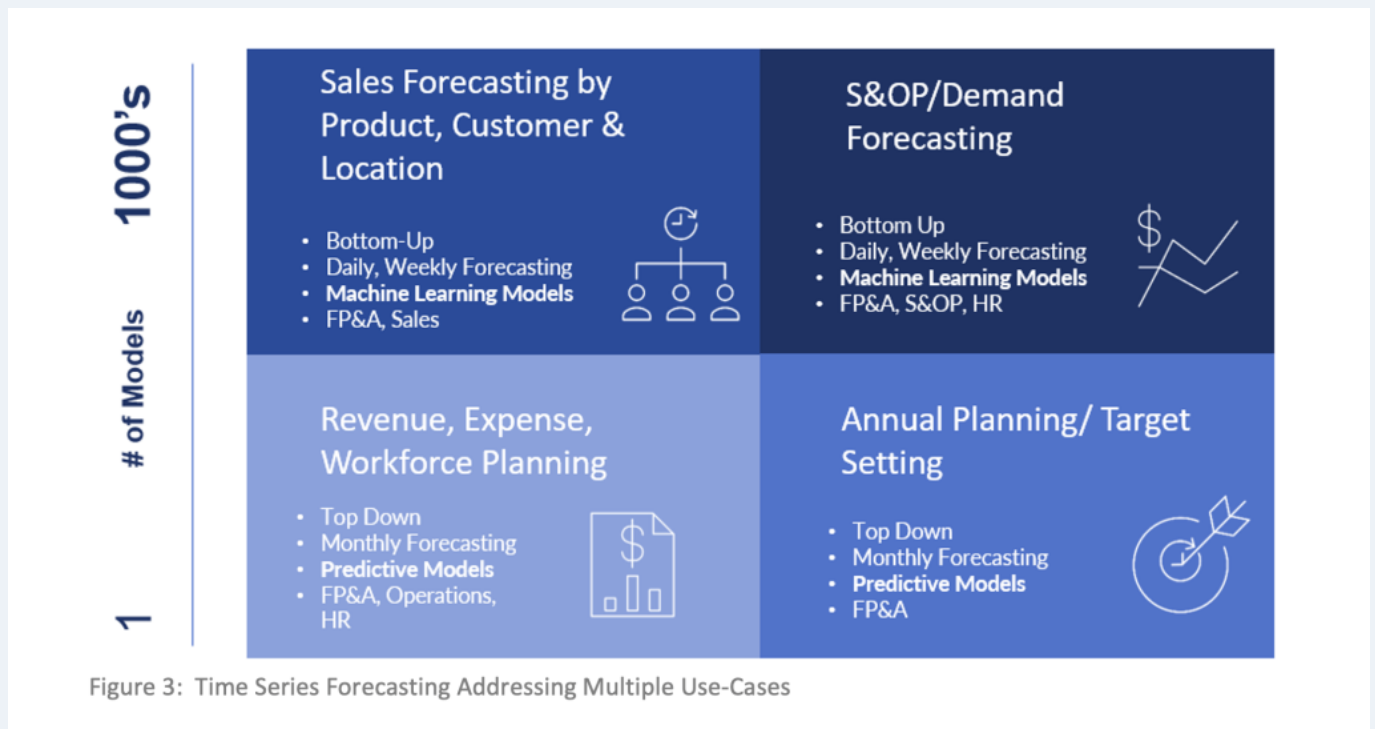 1000's
# of Models
1
Sales Forecasting by
Product, Customer &
Location
• Bottom-Up
• Daily, Weekly Forecasting
• Machine Learning Models
• FP&A, Sales
S&OP/Demand
Forecasting
• Bottom Up
• Daily, Weekly Forecasting
• Machine Learning Models
• FP&A, S&OP, HR
$
Revenue, Expense,
Workforce Planning
• Top Down
• Monthly Forecasting
• Predictive Models
• FP&A, Operations,
HR
$
Annual Planning/ Target
Setting
• Top Down
• Monthly Forecasting
• Predictive Models
• FP&A
Figure 3: Time Series Forecasting Addressing Multiple Use-Cases